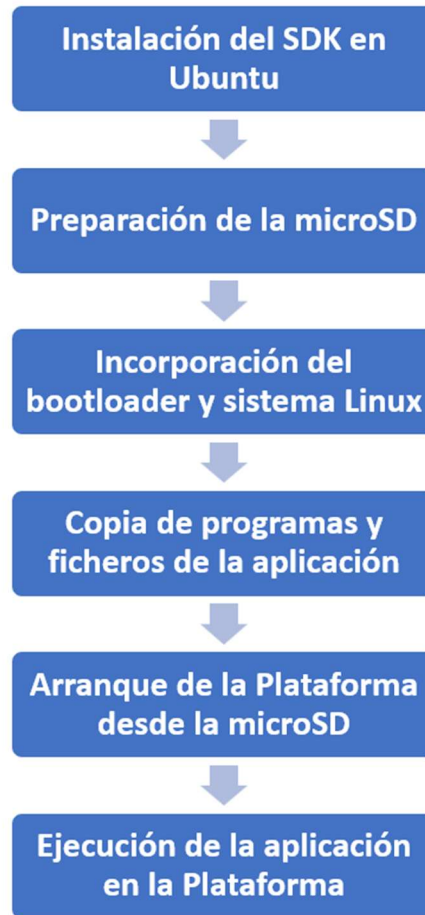 Instalación del SDK en
Ubuntu
Preparación de la microSD
Incorporación del
bootloader y sistema Linux
Copia de programas y
ficheros de la aplicación
Arranque de la Plataforma
desde la microSD
Ejecución de la aplicación
en la Plataforma